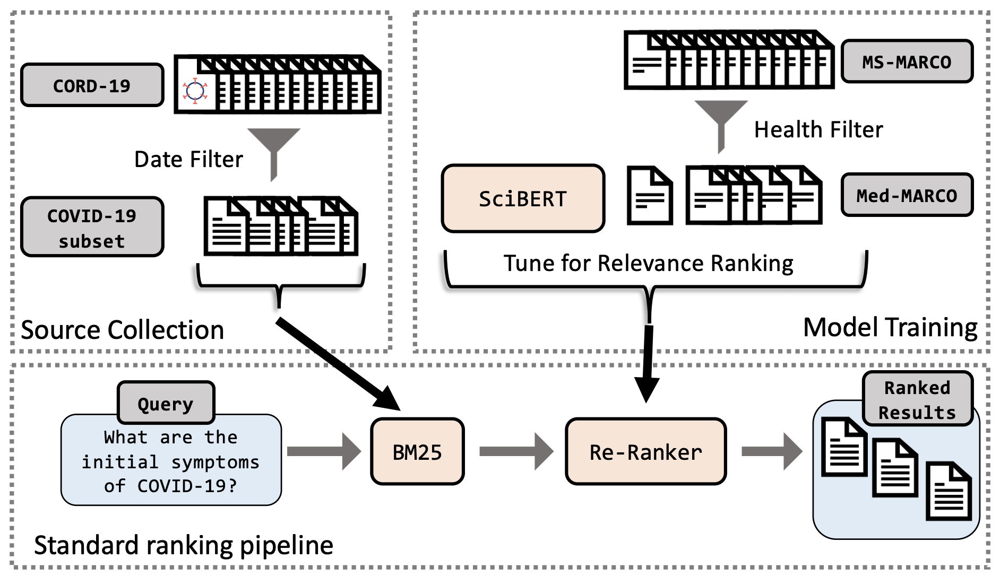 CORD-19
Date Filter
COVID-19
subset
Source Collection
MS-MARCO
Health Filter
SciBERT
Med-MARCO
Tune for Relevance Ranking
Model Training
Query
What are the
initial symptoms
of COVID-19?
BM25
Re-Ranker
Ranked
Results
Standard ranking pipeline